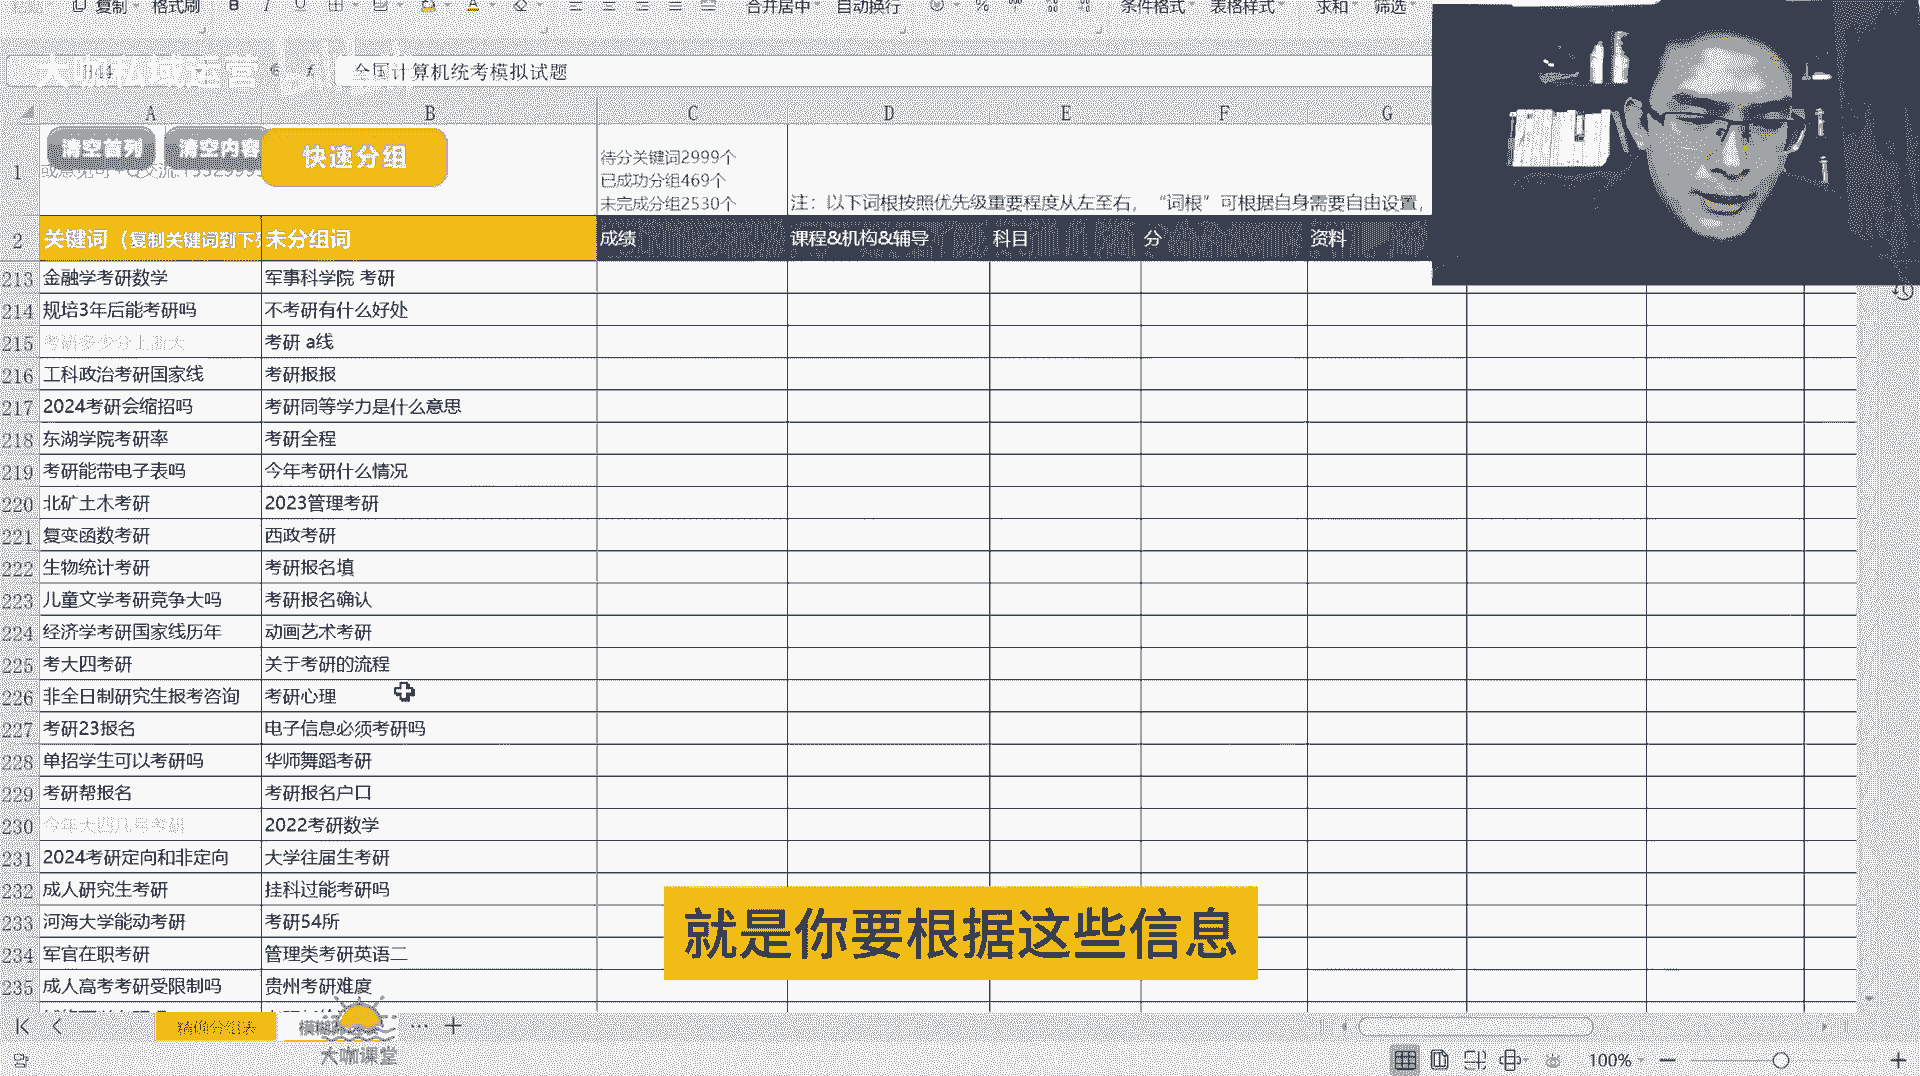 复制 格式刷 B I U 合并居中 自动换行 % 条件格式 表格样式 求和 筛选
大咖私域运营 全国计算机统考模拟试题
A B C D E F G
清空首列 清空内容 快速分组
待分关键词2999个
已成功分组469个
未完成分组2530个
注：以下词根按照优先级重要程度从左至右，“词根”可根据自身需要自由设置，
1
2 关键词（复制关键词到下 未分组词 成绩 课程&机构&辅导 科目 分 资料
213 金融学考研数学 军事科学院 考研
214 规培3年后能考研吗 不考研有什么好处
215 考研多少分上浙大 考研 a线
216 工科政治考研国家线 考研报报
217 2024考研会缩招吗 考研同等学力是什么意思
218 东湖学院考研率 考研全程
219 考研能带电子表吗 今年考研什么情况
220 北矿土木考研 2023管理考研
221 复变函数考研 西政考研
222 生物统计考研 考研报名填
223 儿童文学考研竞争大吗 考研报名确认
224 经济学考研国家线历年 动画艺术考研
225 考大四考研 关于考研的流程
226 非全日制研究生报考咨询 考研心理
227 考研23报名 电子信息必须考研吗
228 单招学生可以考研吗 华师舞蹈考研
229 考研帮报名 考研报名户口
230 今年大四几号考研 2022考研数学
231 2024考研定向和非定向 大学往届生考研
232 成人研究生考研 挂科过能考研吗
233 河海大学能动考研 考研54所
234 军官在职考研 管理类考研英语二
235 成人高考考研受限制吗 贵州考研难度
就是你要根据这些信息
精确分组表 模糊
大咖课堂
100%